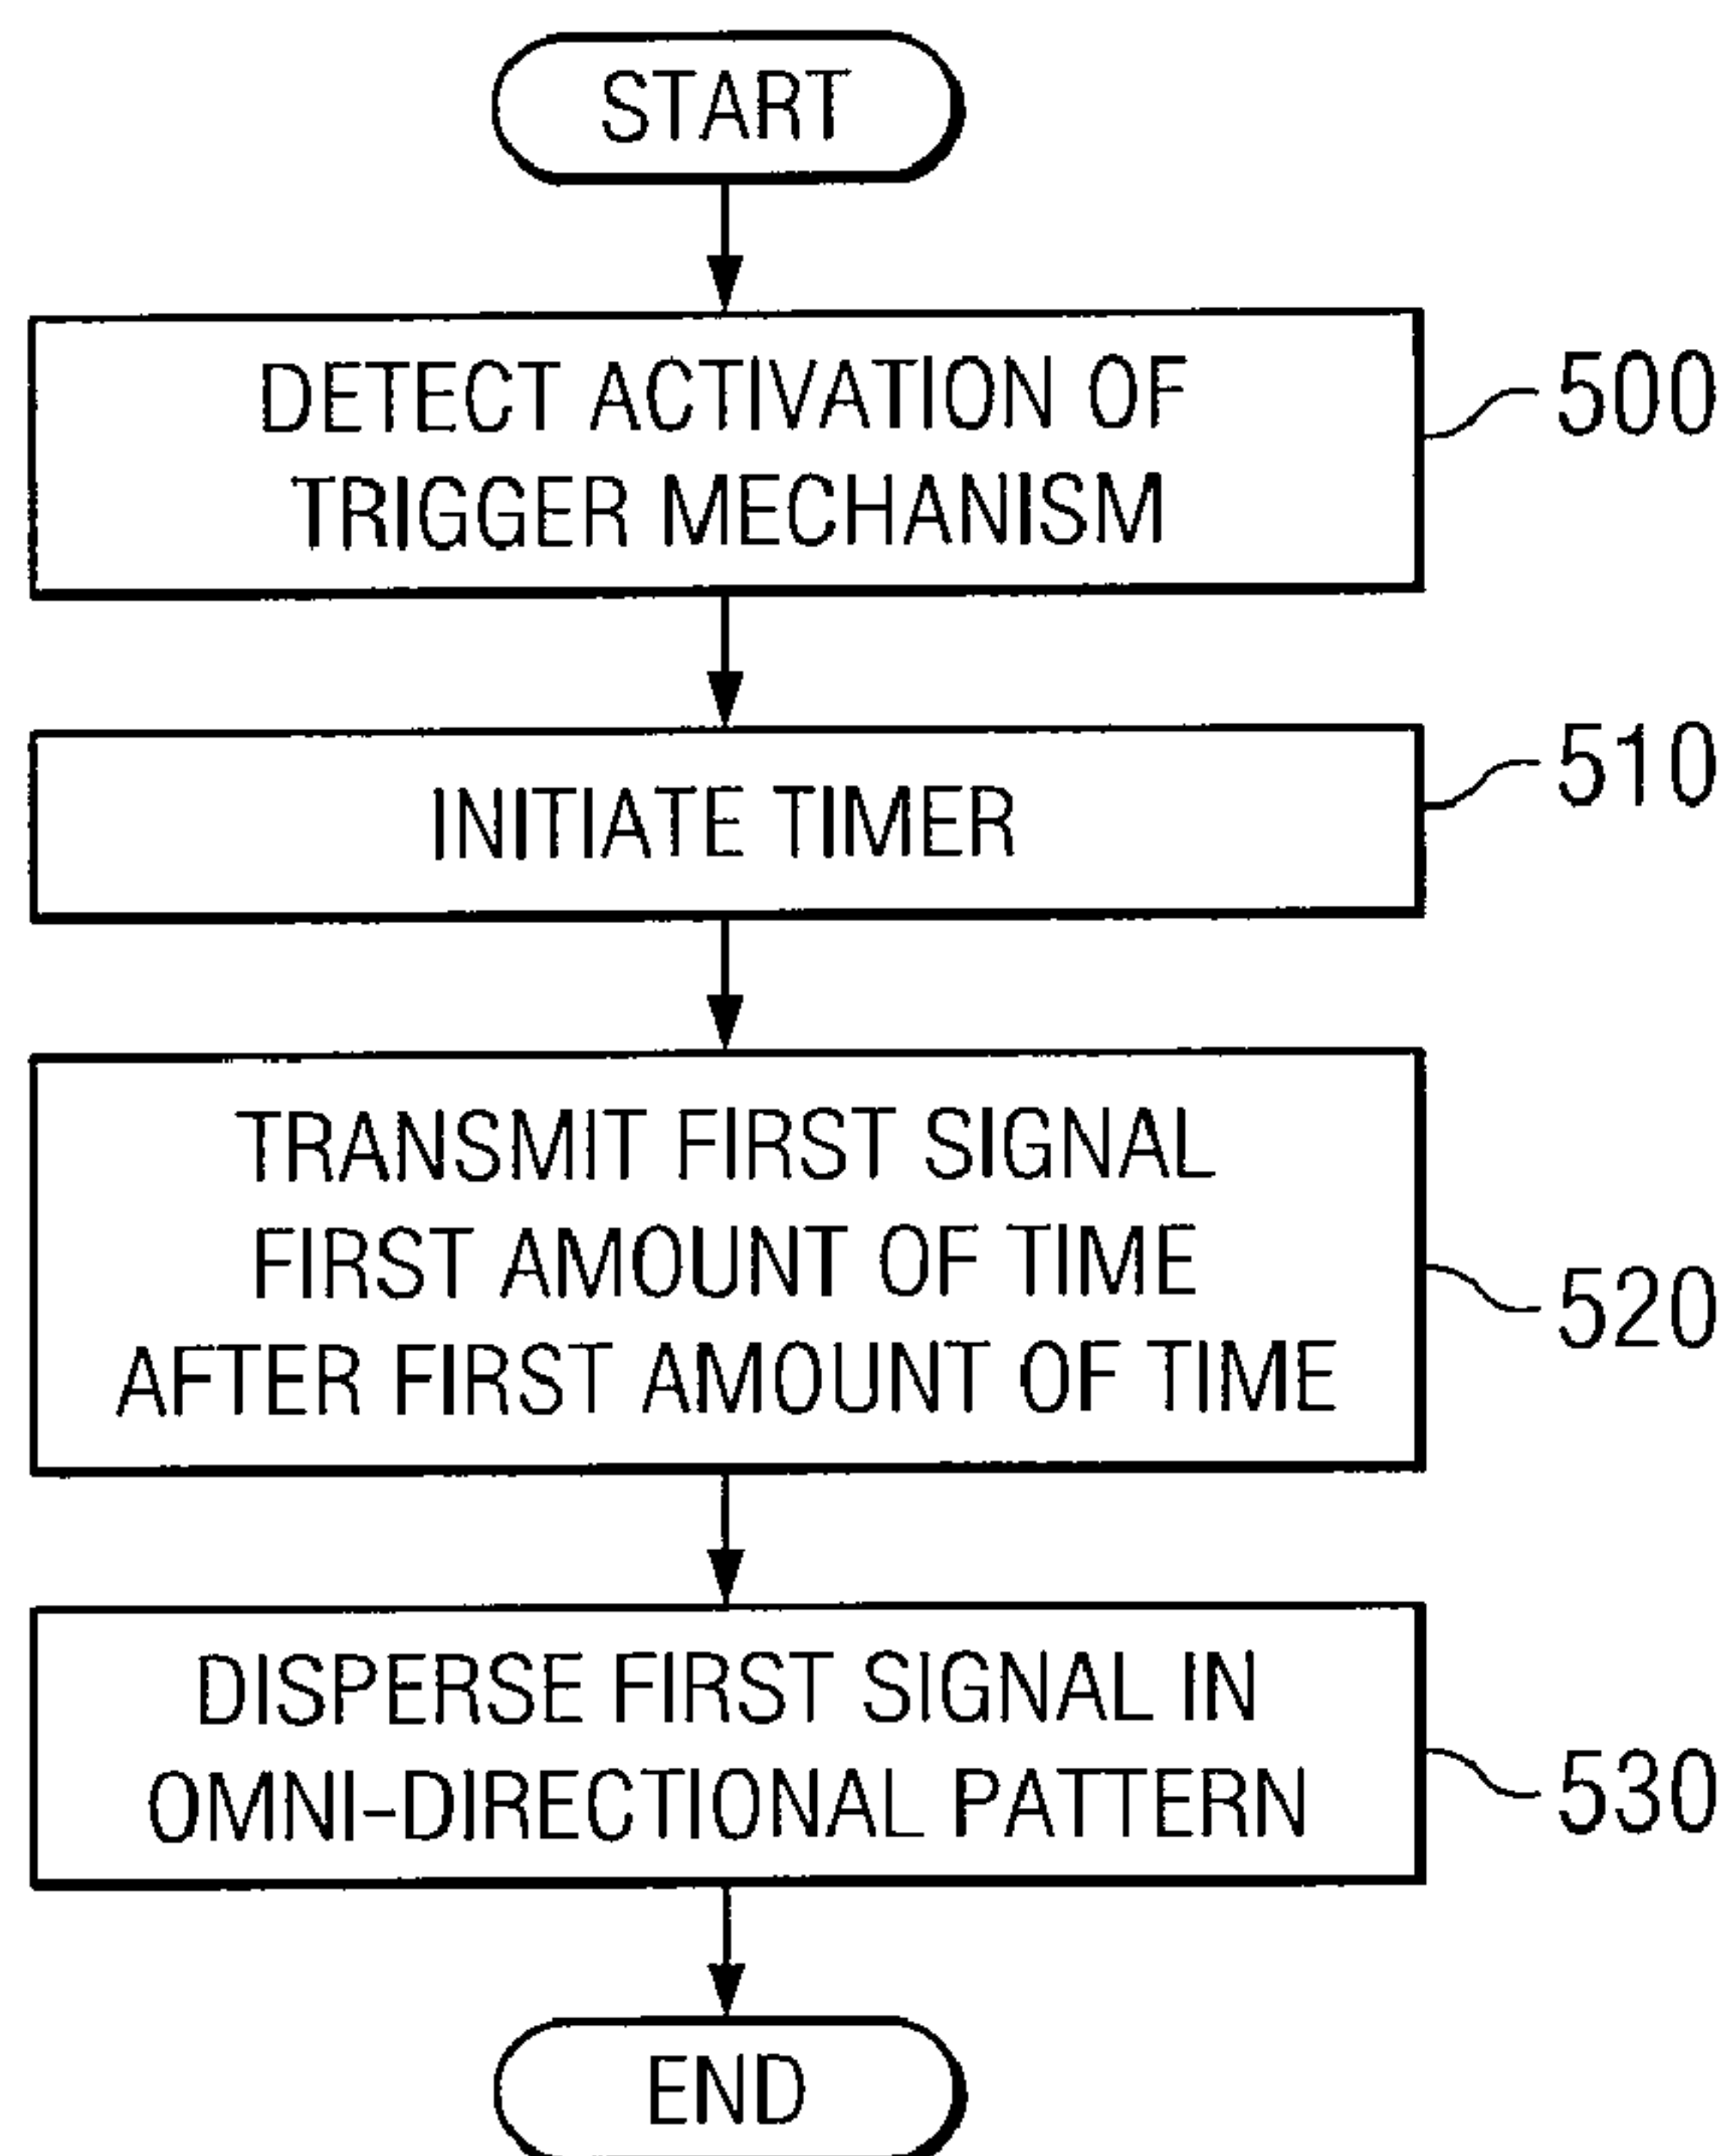 START
DETECT ACTIVATION OF
TRIGGER MECHANISM
500
INITIATE TIMER
510
TRANSMIT FIRST SIGNAL
FIRST AMOUNT OF TIME
AFTER FIRST AMOUNT OF TIME
520
DISPERSE FIRST SIGNAL IN
OMNI-DIRECTIONAL PATTERN
530
END